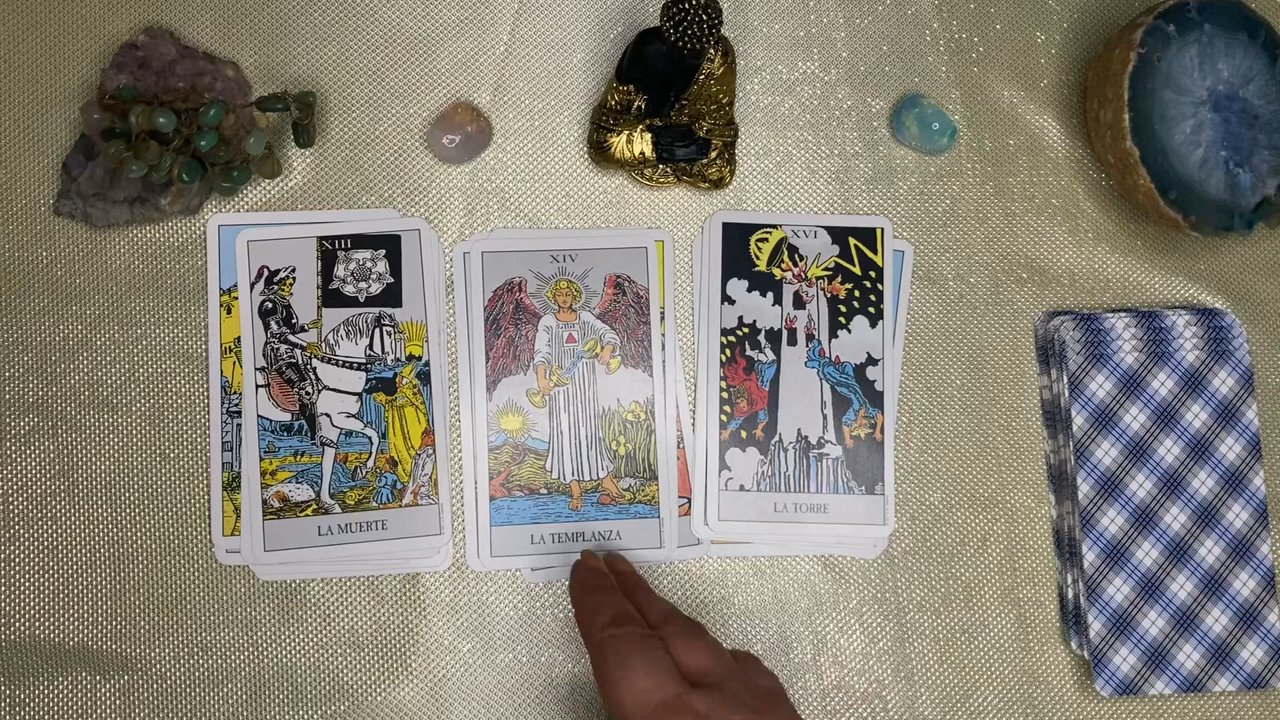 XIII
LA MUERTE
XIV
LA TEMPLANZA
XVI
LA TORRE